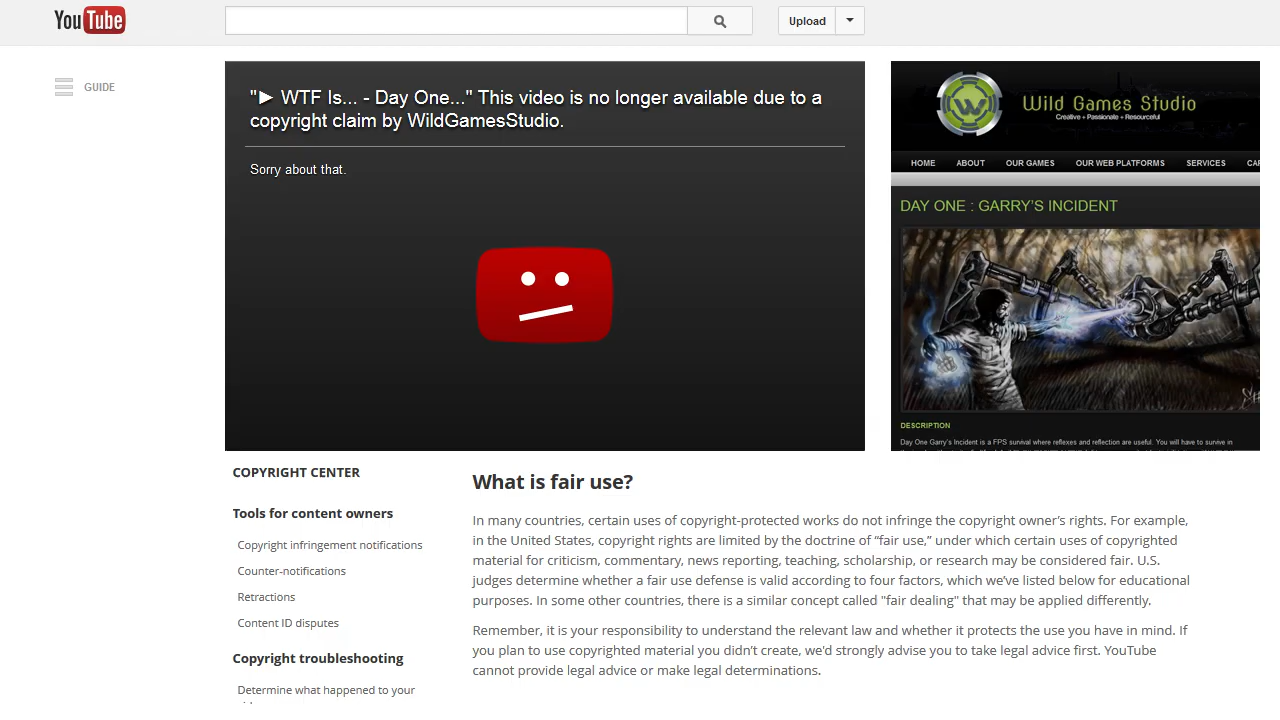 YouTube
Upload
GUIDE
"► WTF Is... - Day One..." This video is no longer available due to a
copyright claim by WildGamesStudio.
Sorry about that.
W
Wild Games Studio
Creative + Passionate + Resourceful
HOME ABOUT OUR GAMES OUR WEB PLATFORMS SERVICES CAR
DAY ONE : GARRY'S INCIDENT
DESCRIPTION
Day One Garry's Incident is a FPS survival where reflexes and reflection are useful. You will have to survive in
COPYRIGHT CENTER
Tools for content owners
Copyright infringement notifications
Counter-notifications
Retractions
Content ID disputes
Copyright troubleshooting
Determine what happened to your
What is fair use?
In many countries, certain uses of copyright-protected works do not infringe the copyright owner's rights. For example,
in the United States, copyright rights are limited by the doctrine of “fair use,” under which certain uses of copyrighted
material for criticism, commentary, news reporting, teaching, scholarship, or research may be considered fair. U.S.
judges determine whether a fair use defense is valid according to four factors, which we’ve listed below for educational
purposes. In some other countries, there is a similar concept called "fair dealing" that may be applied differently.
Remember, it is your responsibility to understand the relevant law and whether it protects the use you have in mind. If
you plan to use copyrighted material you didn’t create, we'd strongly advise you to take legal advice first. YouTube
cannot provide legal advice or make legal determinations.